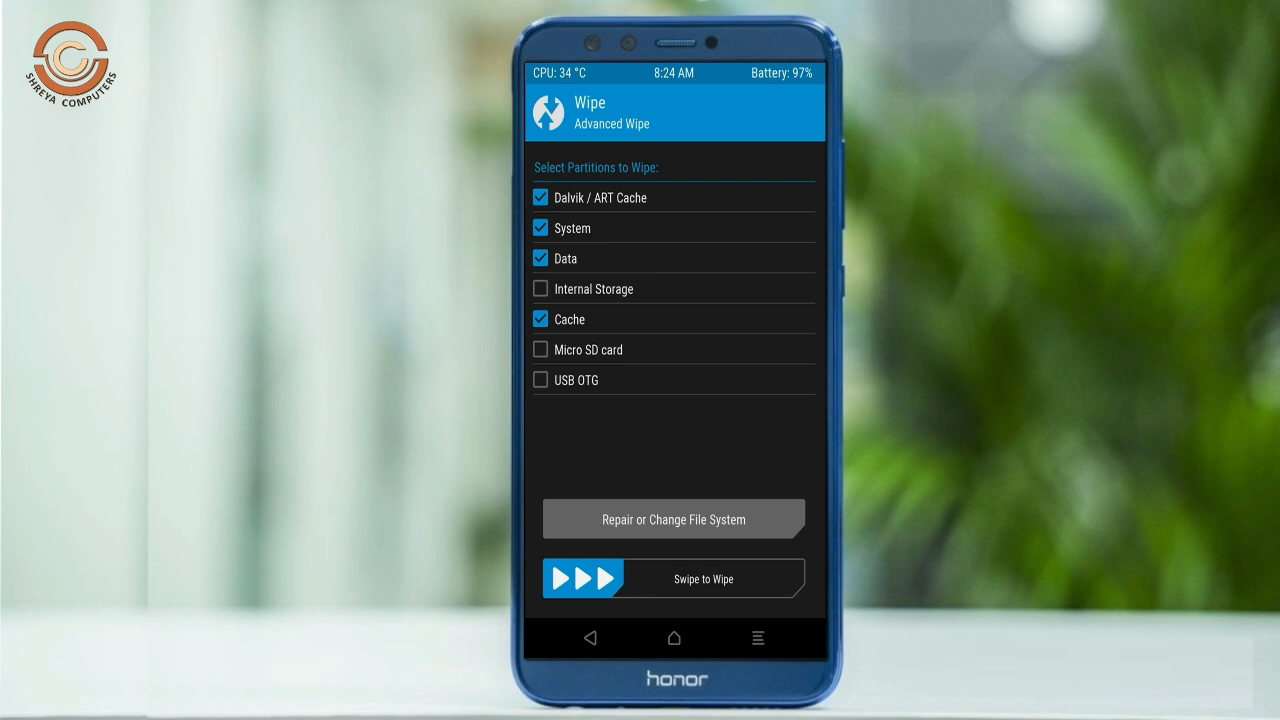 SHREYA COMPUTERS
CPU: 34 °C 8:24 AM Battery: 97%
Wipe
Advanced Wipe
Select Partitions to Wipe:
Dalvik / ART Cache
System
Data
Internal Storage
Cache
Micro SD card
USB OTG
Repair or Change File System
Swipe to Wipe
honor